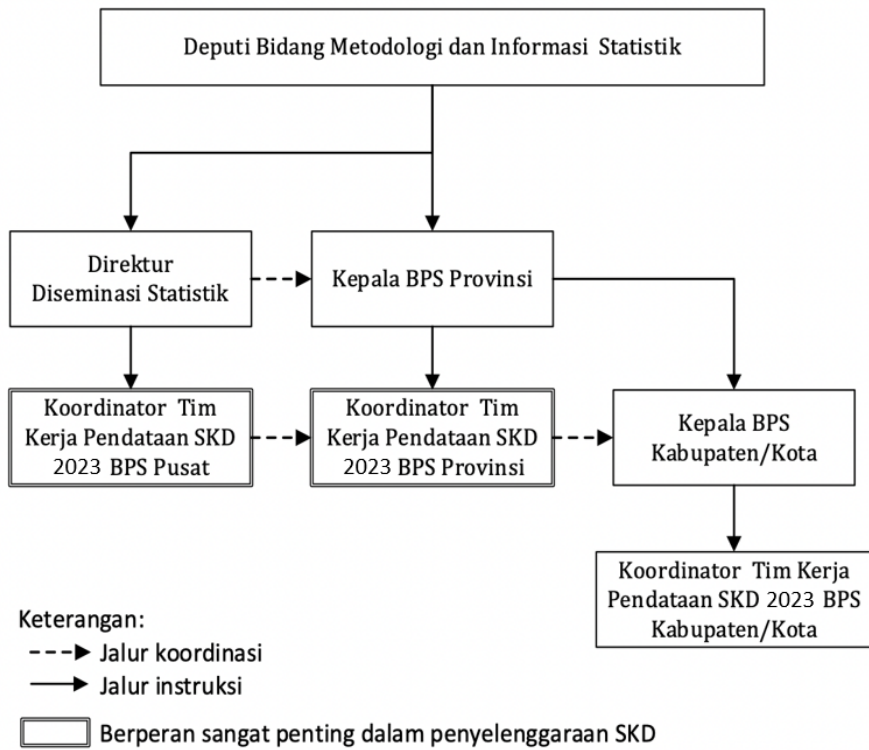 Deputi Bidang Metodologi dan Informasi Statistik
Direktur
Diseminasi Statistik
Kepala BPS Provinsi
Koordinator Tim
Kerja Pendataan SKD
2023 BPS Pusat
Koordinator Tim
Kerja Pendataan SKD
2023 BPS Provinsi
Kepala BPS
Kabupaten/Kota
Koordinator Tim Kerja
Pendataan SKD 2023 BPS
Kabupaten/Kota
Keterangan:
Jalur koordinasi
Jalur instruksi
Berperan sangat penting dalam penyelenggaraan SKD